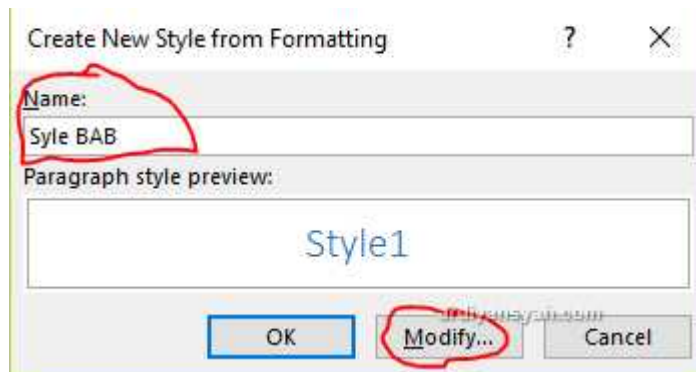 Create New Style from Formatting ? ×
Name:
Syle BAB
Paragraph style preview:
Style1
OK Modify... Cancel